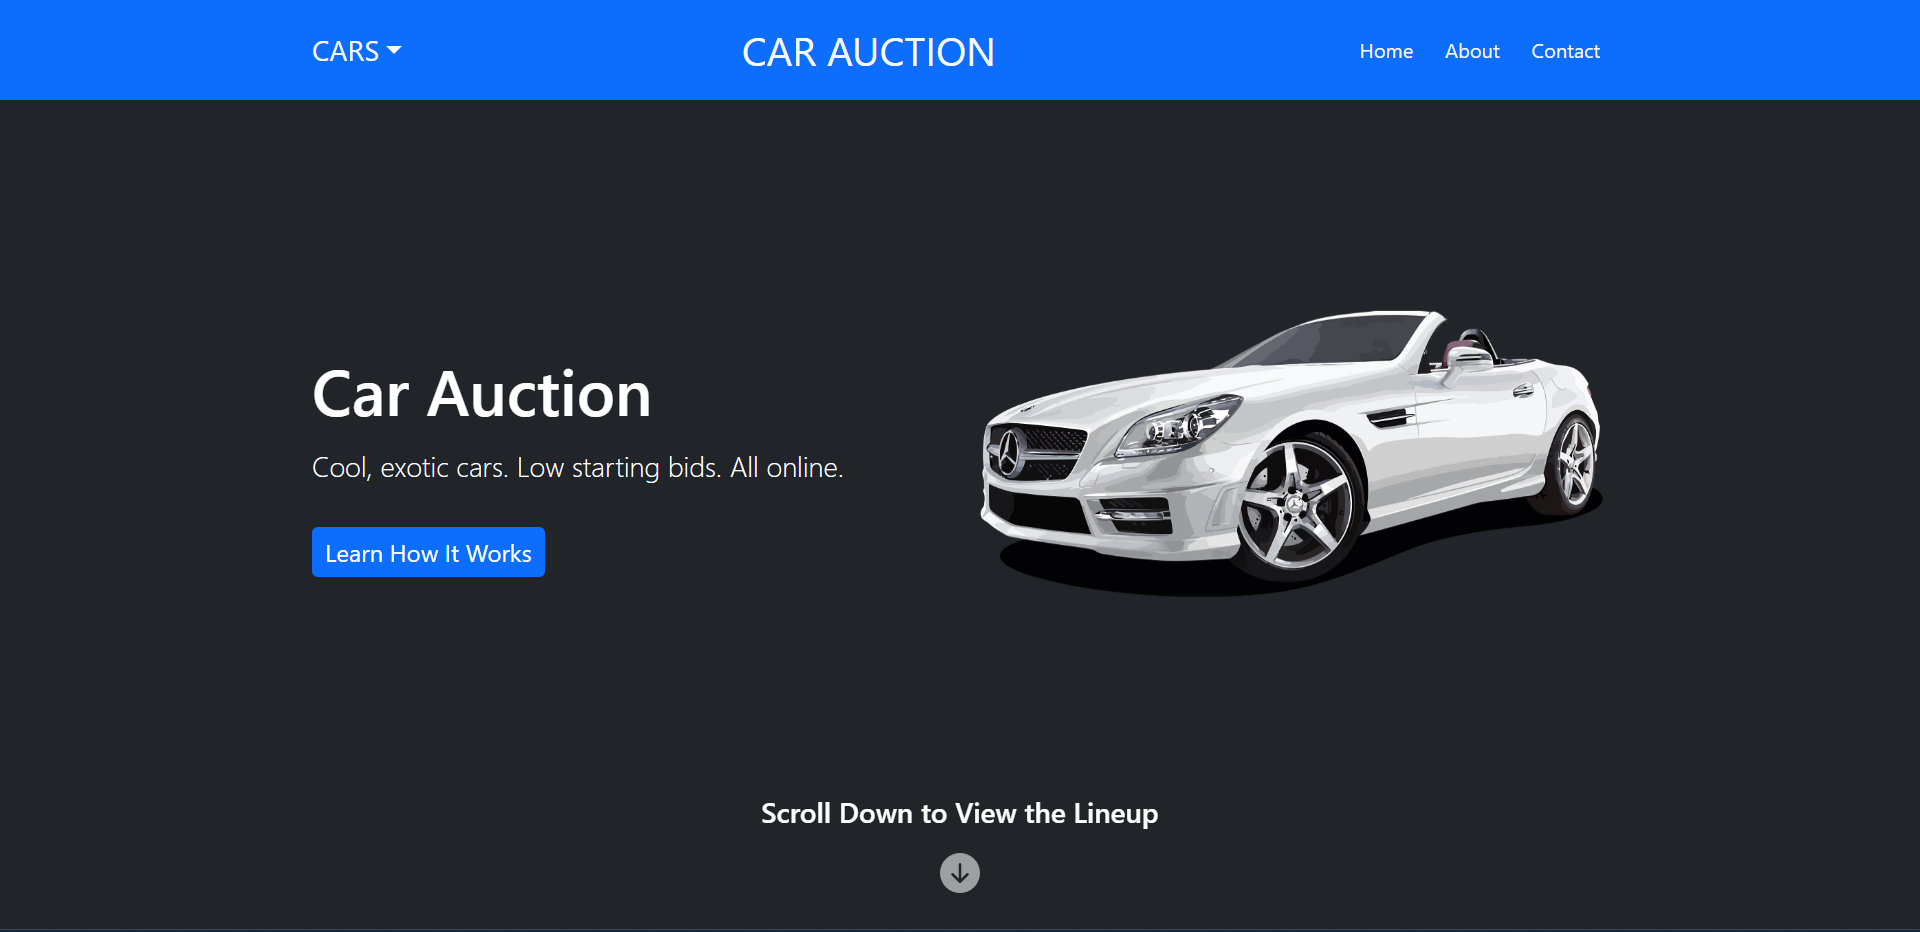 CARS
CAR AUCTION
Home
About
Contact
Car Auction
Cool, exotic cars. Low starting bids. All online.
Learn How It Works
Scroll Down to View the Lineup